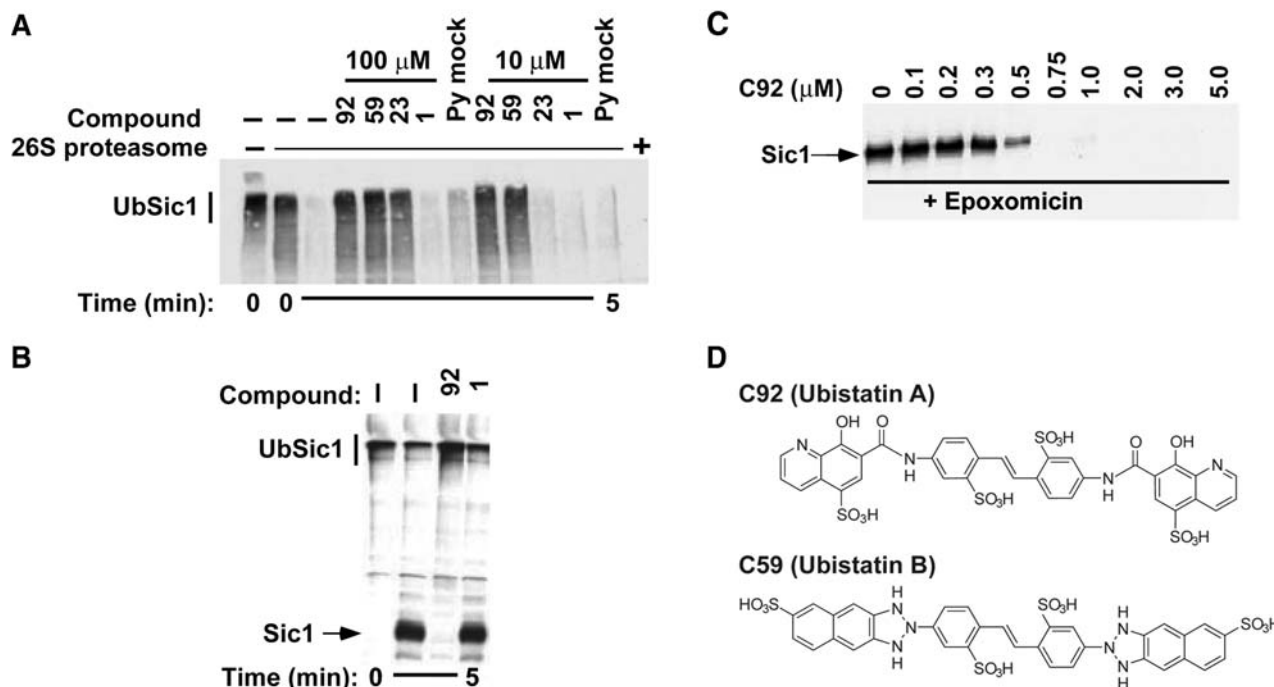 A
100 μM
Py mock
10 μM
Py mock
Compound
– – – 92 59 23 1 92 59 23 1
26S proteasome
– +
UbSic1
Time (min): 0 0 5
B
Compound: – – 92 1
UbSic1
Sic1
Time (min): 0 5
C
C92 (μM) 0 0.1 0.2 0.3 0.5 0.75 1.0 2.0 3.0 5.0
Sic1
+ Epoxomicin
D
C92 (Ubistatin A)
N OH O SO3H O OH N
N H NH
SO3H SO3H SO3H
C59 (Ubistatin B)
HO3S H N N N H SO3H H N N N H SO3H
SO3H